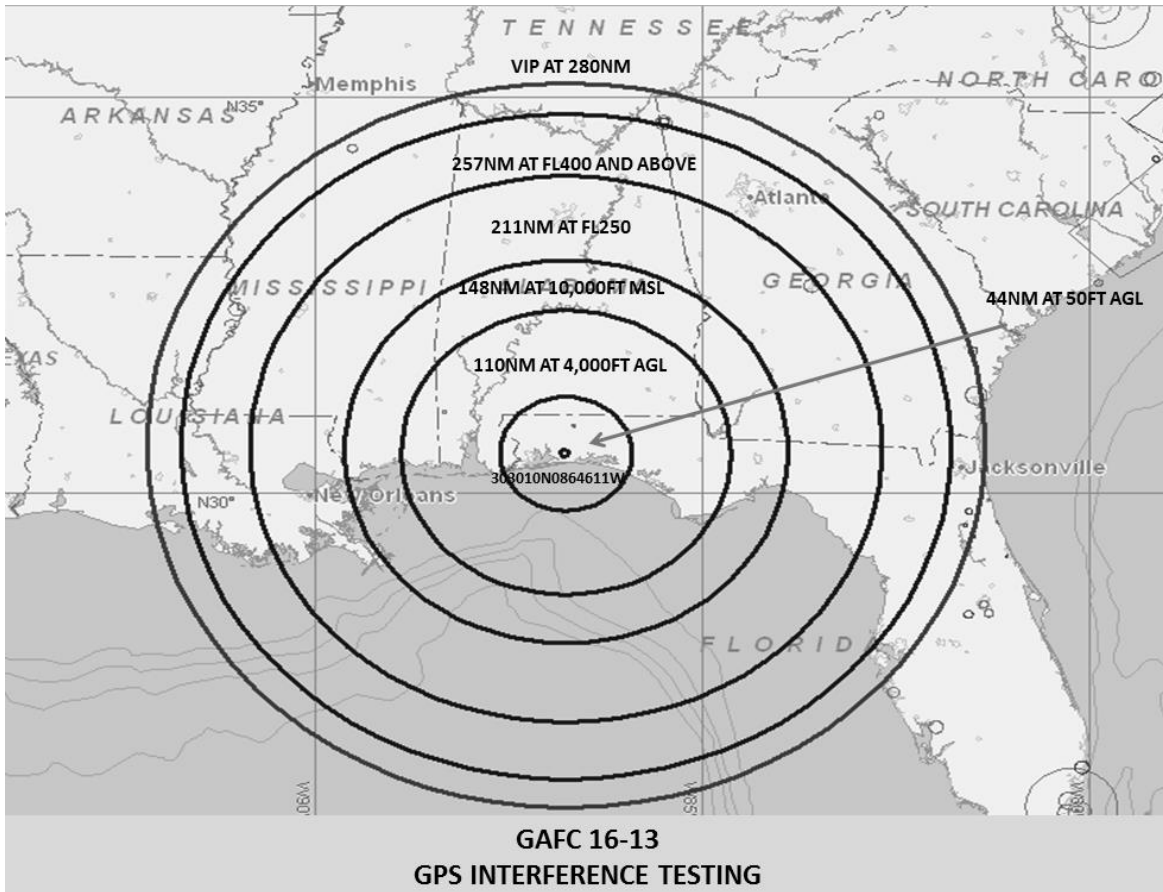 TENNESSEE
VIP AT 280NM
Memphis
NORTH CARO
N35°
ARKANSAS
257NM AT FL400 AND ABOVE
Atlanta
SOUTH CAROLINA
211NM AT FL250
MISSISSIPPI
ALABAMA
GEORGIA
148NM AT 10,000FT MSL
44NM AT 50FT AGL
EXAS
110NM AT 4,000FT AGL
LOUISIANA
Jacksonville
303010N0864611W
New Orleans
N30°
FLORIDA
W90°
W85°
W80°
GAFC 16-13
GPS INTERFERENCE TESTING